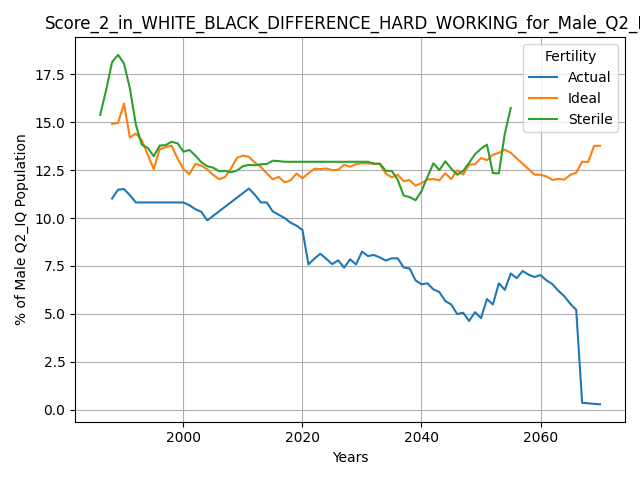 Score_2_in_WHITE_BLACK_DIFFERENCE_HARD_WORKING_for_Male_Q2_I
Fertility
Actual
Ideal
Sterile
% of Male Q2_IQ Population
17.5
15.0
12.5
10.0
7.5
5.0
2.5
0.0
2000
2020
2040
2060
Years